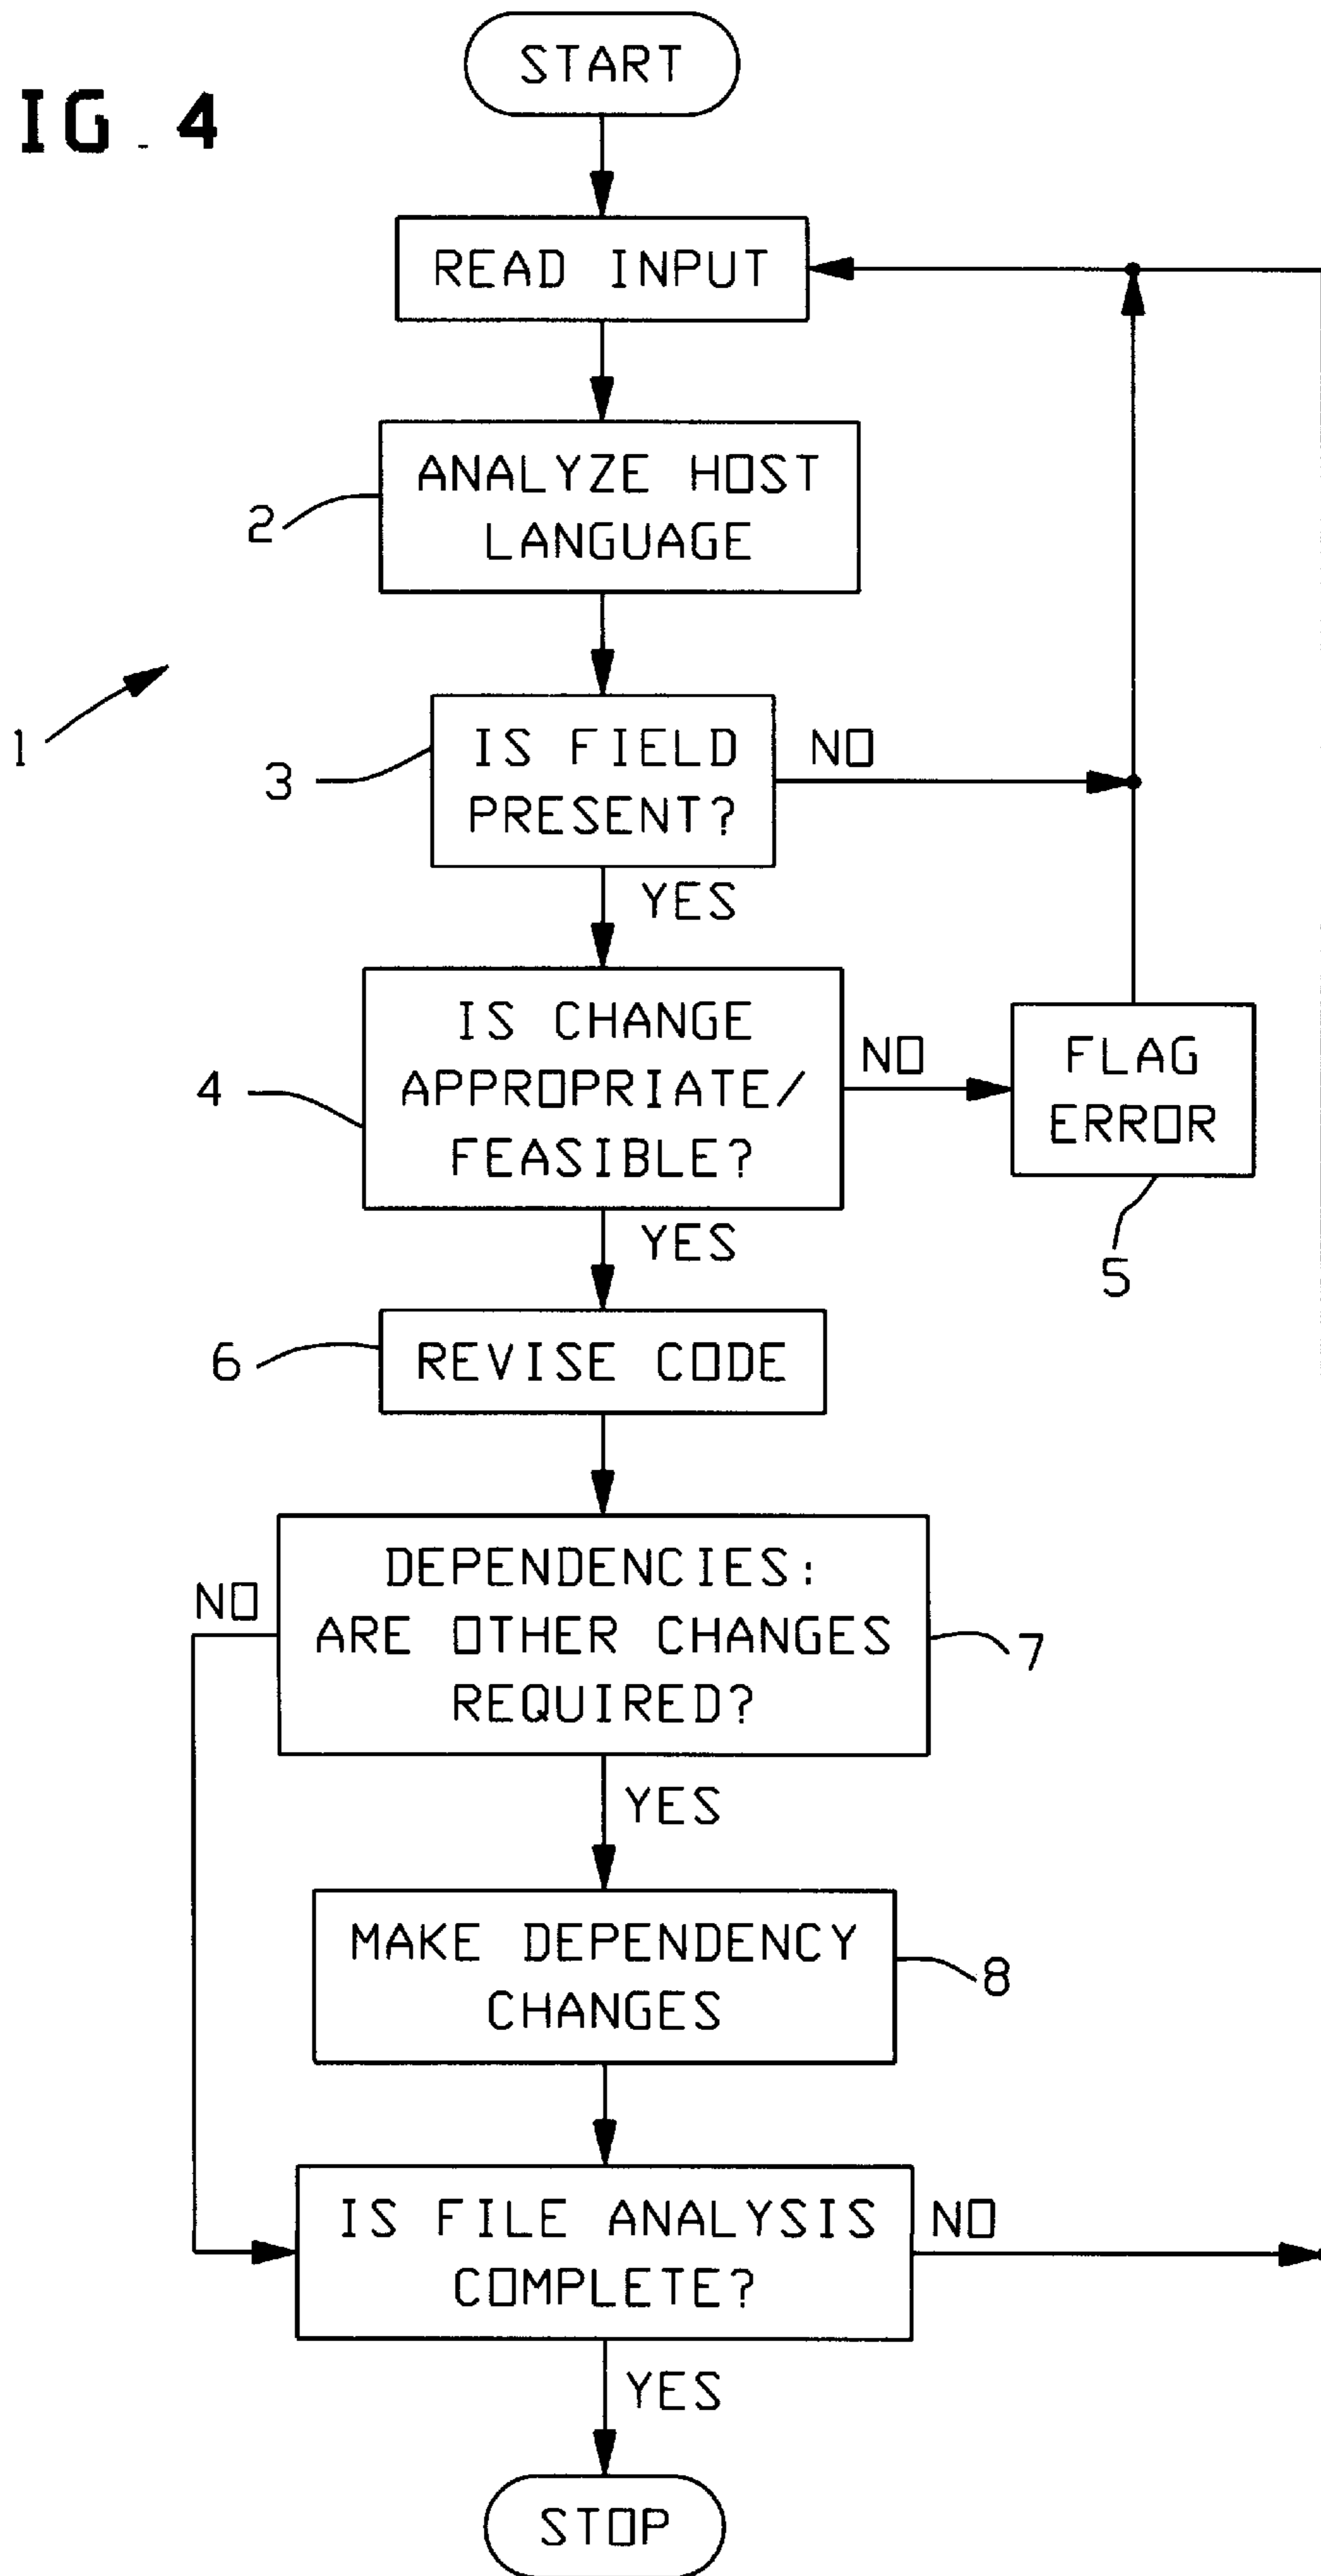 START
IG. 4
READ INPUT
ANALYZE HOST
LANGUAGE
2
1
IS FIELD
PRESENT?
NO
3
YES
IS CHANGE
APPROPRIATE/
FEASIBLE?
NO
4
FLAG
ERROR
5
YES
REVISE CODE
6
DEPENDENCIES:
ARE OTHER CHANGES
REQUIRED?
NO
7
YES
MAKE DEPENDENCY
CHANGES
8
IS FILE ANALYSIS
COMPLETE?
NO
YES
STOP